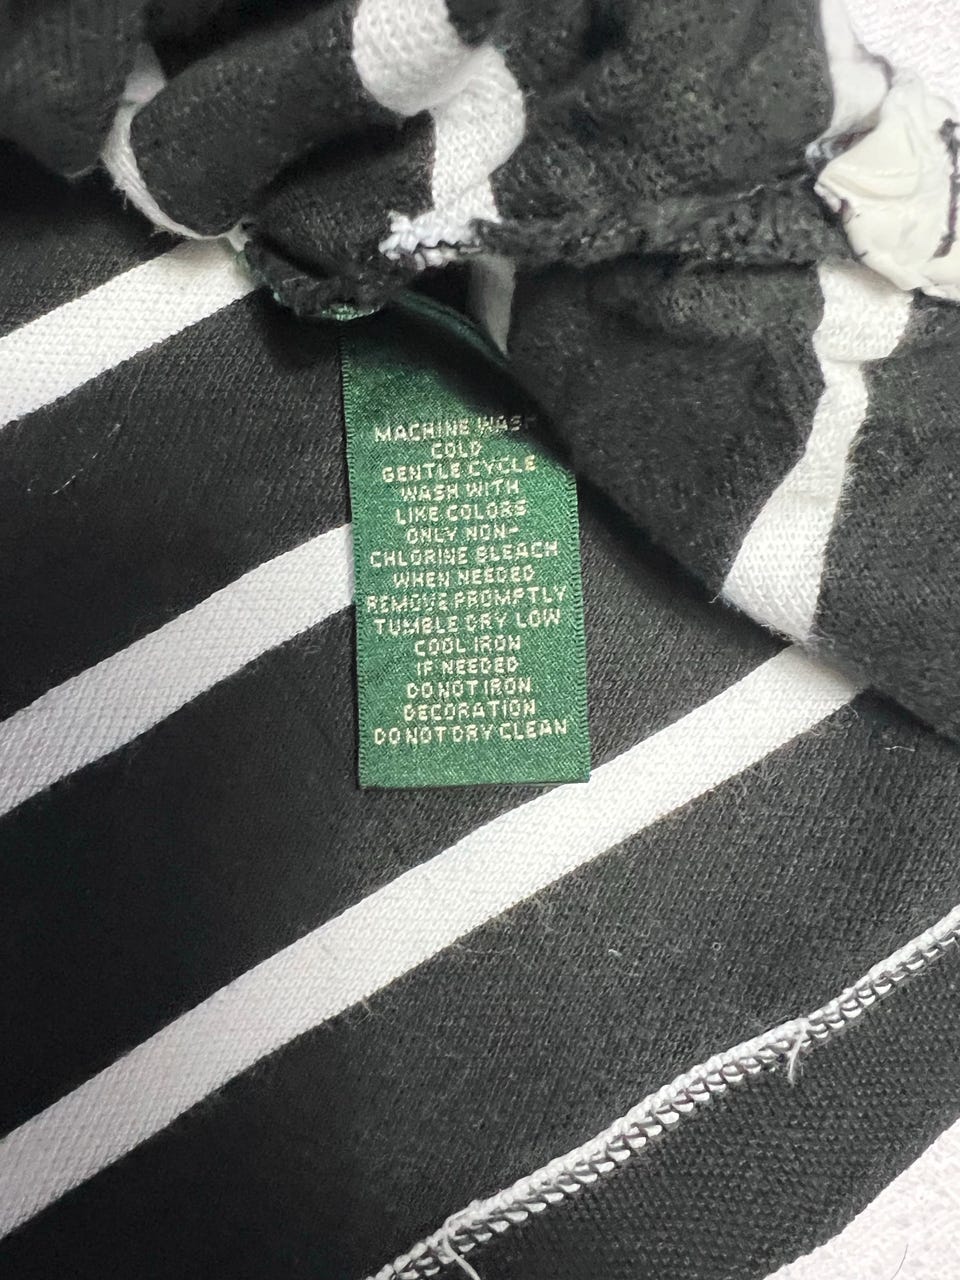 MACHINE WASH
COLD
GENTLE CYCLE
WASH WITH
LIKE COLORS
ONLY NON-
CHLORINE BLEACH
WHEN NEEDED
REMOVE PROMPTLY
TUMBLE DRY LOW
COOL IRON
IF NEEDED
DO NOT IRON
DECORATION
DO NOT DRY CLEAN